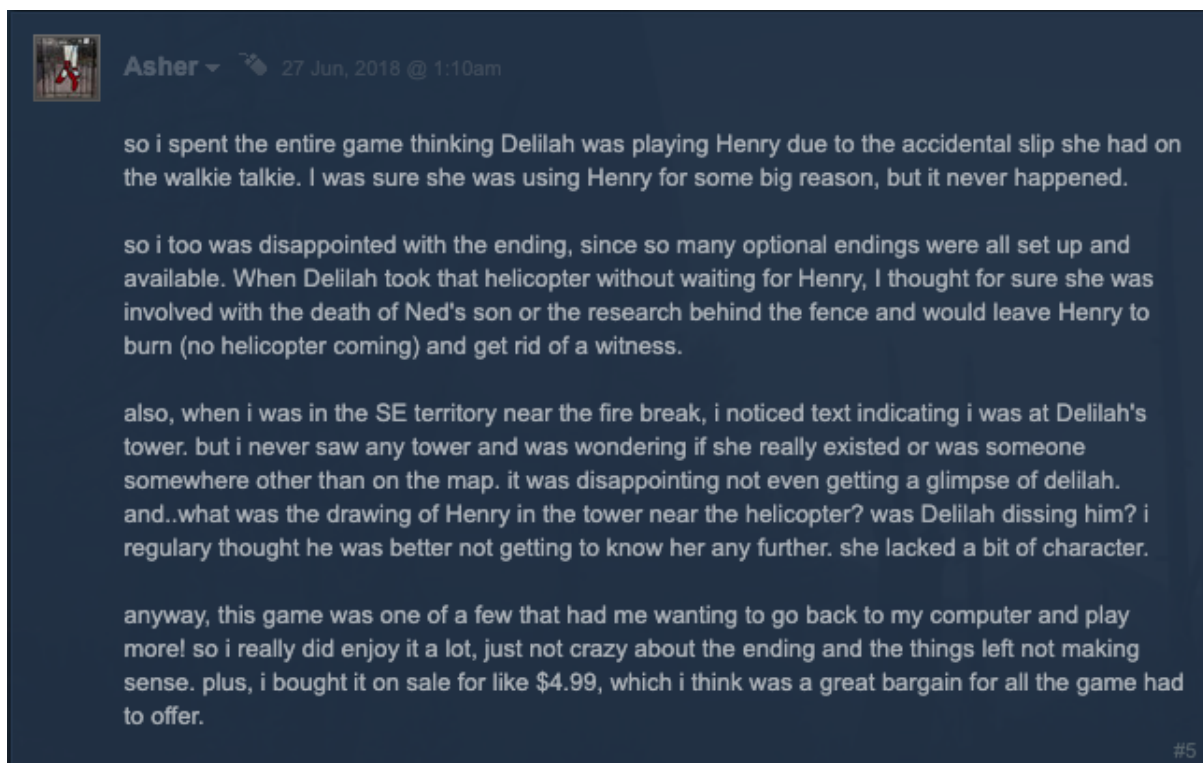 Asher
27 Jun, 2018 @ 1:10am
so i spent the entire game thinking Delilah was playing Henry due to the accidental slip she had on
the walkie talkie. I was sure she was using Henry for some big reason, but it never happened.
so i too was disappointed with the ending, since so many optional endings were all set up and
available. When Delilah took that helicopter without waiting for Henry, I thought for sure she was
involved with the death of Ned's son or the research behind the fence and would leave Henry to
burn (no helicopter coming) and get rid of a witness.
also, when i was in the SE territory near the fire break, i noticed text indicating i was at Delilah's
tower. but i never saw any tower and was wondering if she really existed or was someone
somewhere other than on the map. it was disappointing not even getting a glimpse of delilah.
and..what was the drawing of Henry in the tower near the helicopter? was Delilah dissing him? i
regulary thought he was better not getting to know her any further. she lacked a bit of character.
anyway, this game was one of a few that had me wanting to go back to my computer and play
more! so i really did enjoy it a lot, just not crazy about the ending and the things left not making
sense. plus, i bought it on sale for like $4.99, which i think was a great bargain for all the game had
to offer.
#5